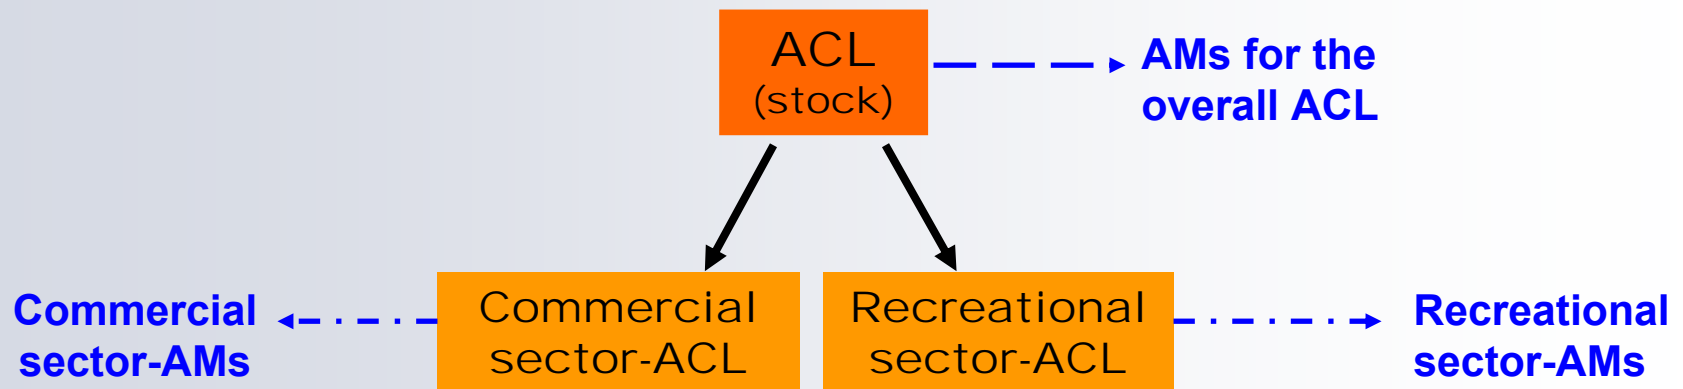 ACL
(stock)
AMs for the
overall ACL
Commercial
sector-AMs
Commercial
sector-ACL
Recreational
sector-ACL
Recreational
sector-AMs